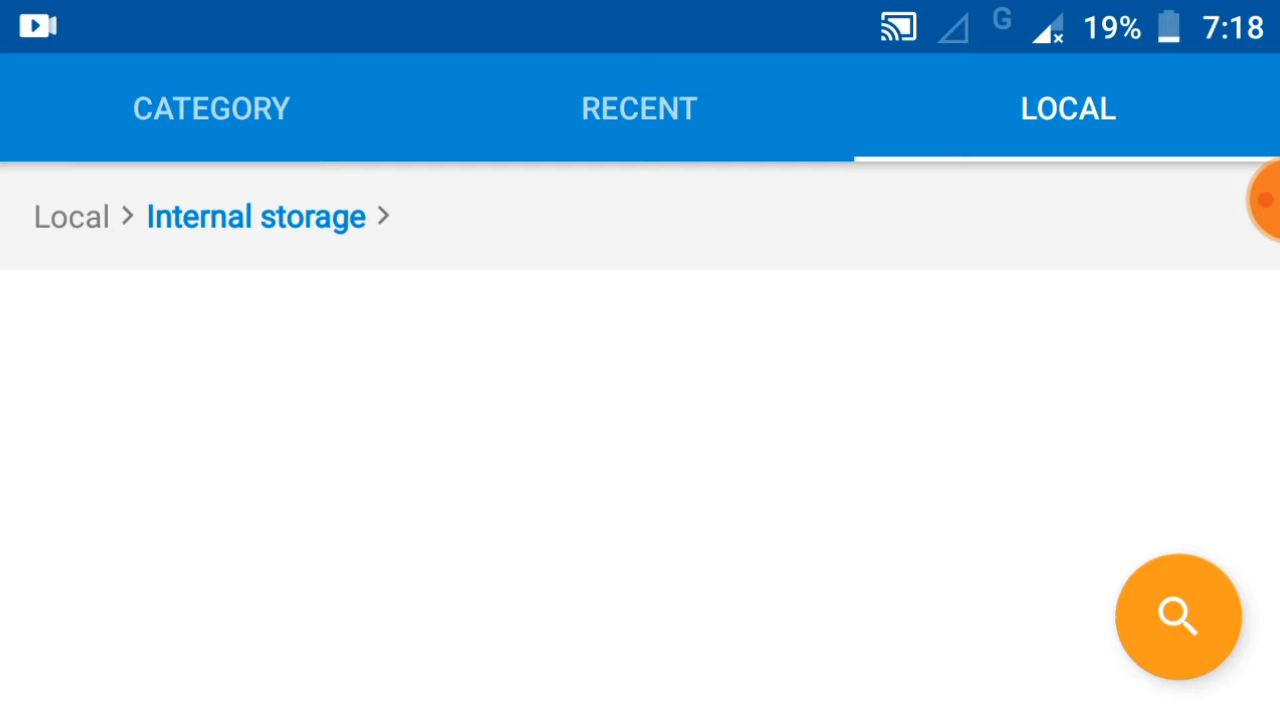 G 19% 7:18
CATEGORY RECENT LOCAL
Local > Internal storage >